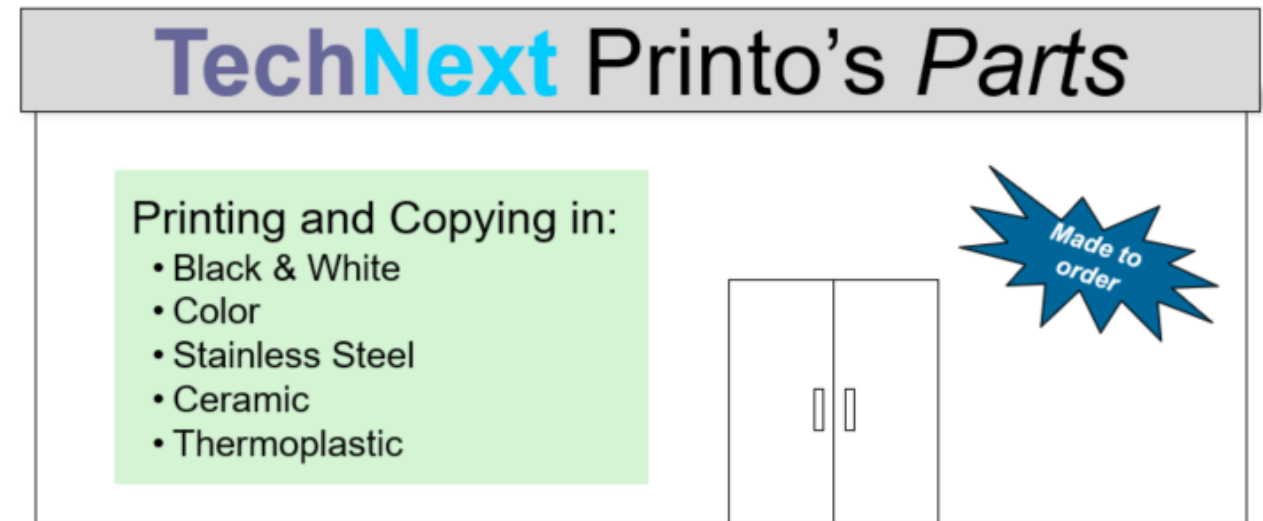 TechNext Printo’s Parts
Printing and Copying in:
• Black & White
• Color
• Stainless Steel
• Ceramic
• Thermoplastic
Made to
order